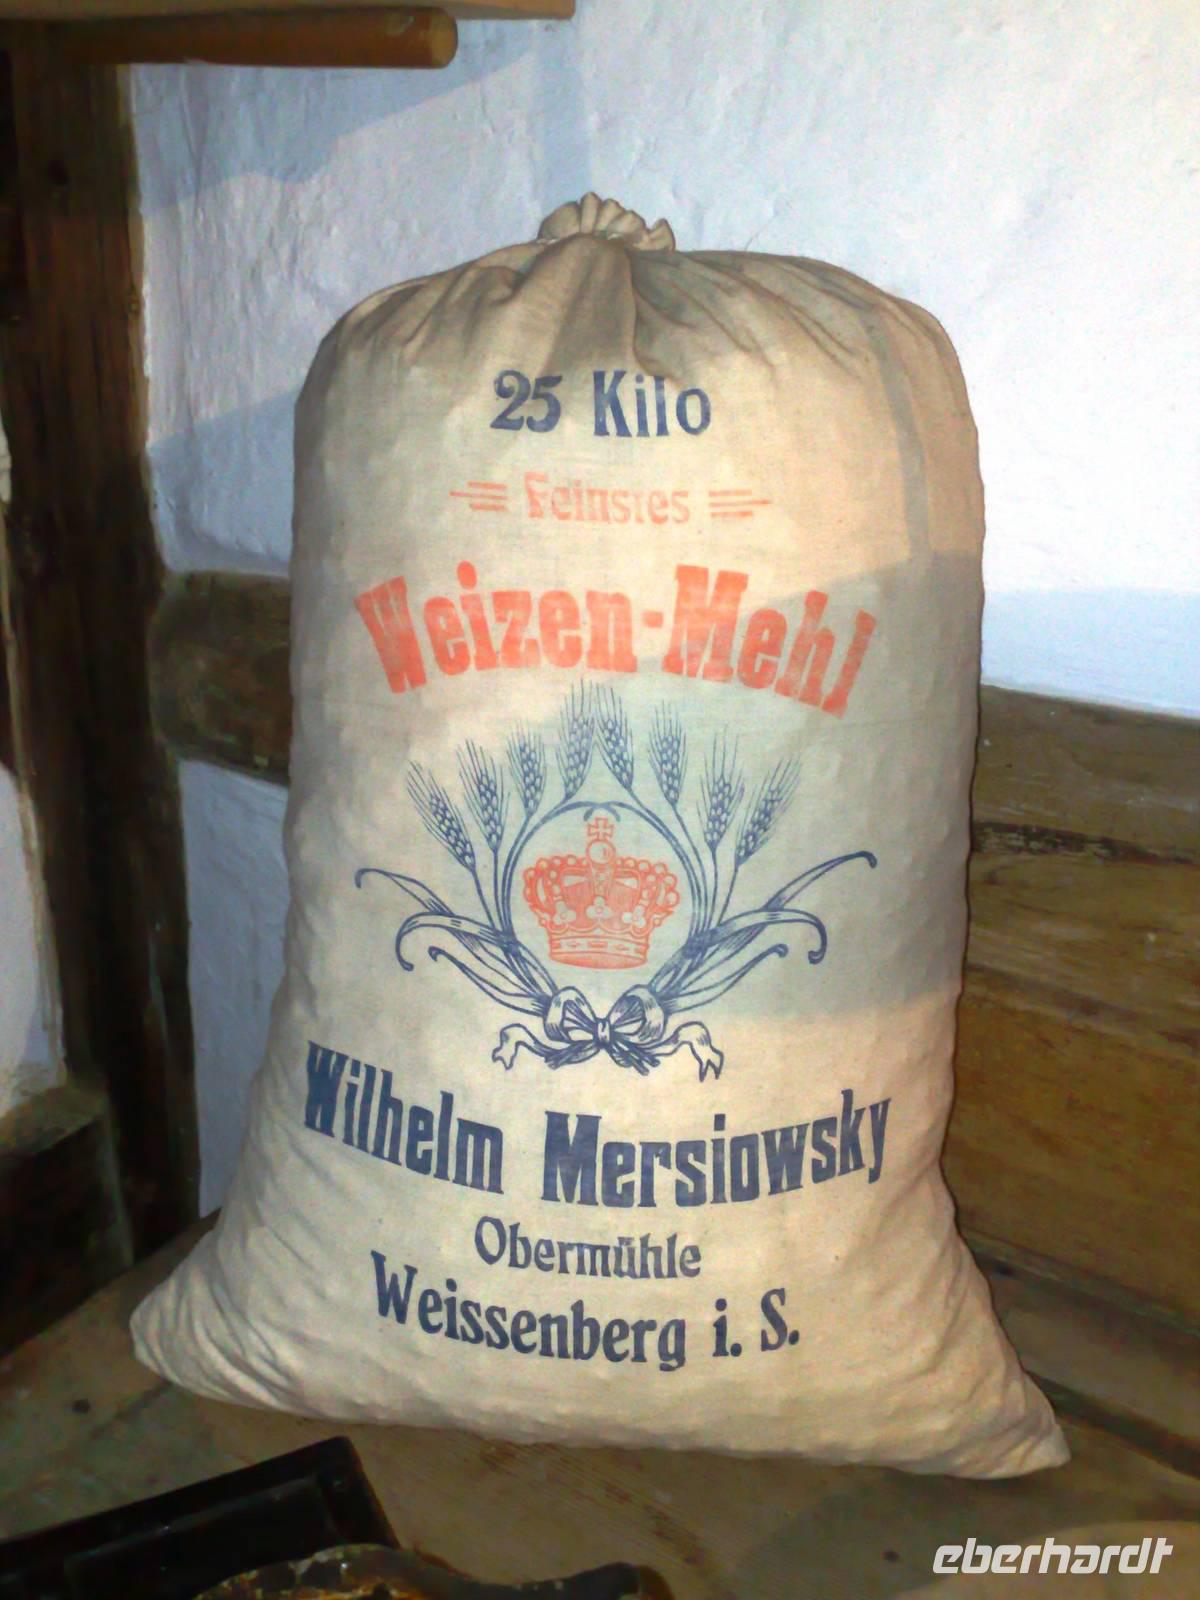 25 Kilo
Feinstes
Weizen-Mehl
Wilhelm Mersiowsky
Obermühle
Weissenberg i. S.
eberhardt